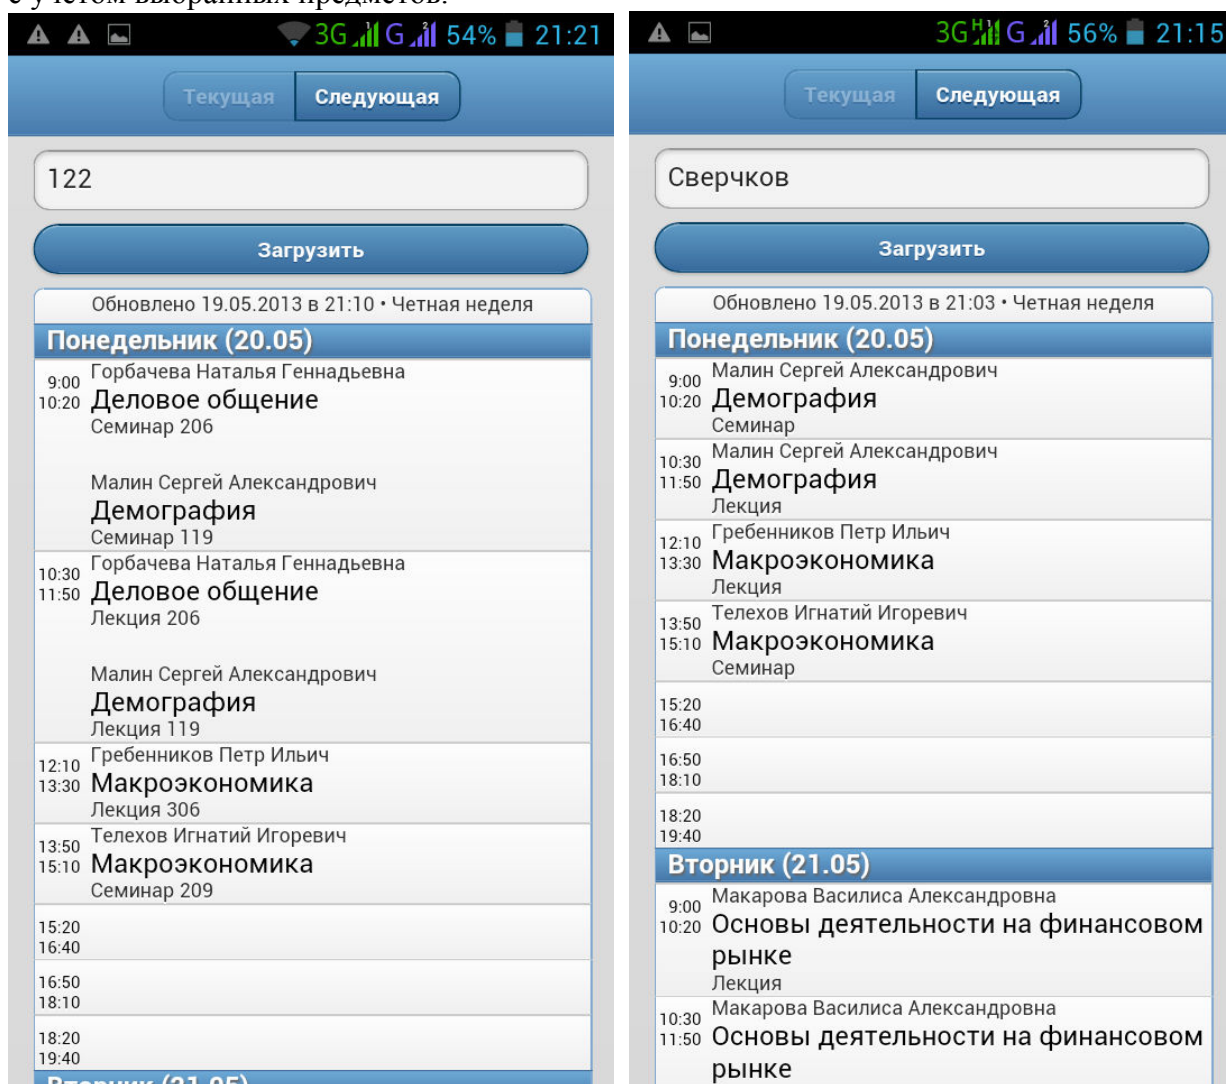 с учетом выбранных предметов.
3G G 54% 21:21
Текущая Следующая
122
Загрузить
Обновлено 19.05.2013 в 21:10 • Четная неделя
Понедельник (20.05)
9:00
10:20
Горбачева Наталья Геннадьевна
Деловое общение
Семинар 206
Малин Сергей Александрович
Демография
Семинар 119
10:30
11:50
Горбачева Наталья Геннадьевна
Деловое общение
Лекция 206
Малин Сергей Александрович
Демография
Лекция 119
12:10
13:30
Гребенников Петр Ильич
Макроэкономика
Лекция 306
13:50
15:10
Телехов Игнатий Игоревич
Макроэкономика
Семинар 209
15:20
16:40
16:50
18:10
18:20
19:40
Вторник (21.05)
3G H 1 G 2 56% 21:15
Текущая Следующая
Сверчков
Загрузить
Обновлено 19.05.2013 в 21:03 • Четная неделя
Понедельник (20.05)
9:00
10:20
Малин Сергей Александрович
Демография
Семинар
10:30
11:50
Малин Сергей Александрович
Демография
Лекция
12:10
13:30
Гребенников Петр Ильич
Макроэкономика
Лекция
13:50
15:10
Телехов Игнатий Игоревич
Макроэкономика
Семинар
15:20
16:40
16:50
18:10
18:20
19:40
Вторник (21.05)
9:00
10:20
Макарова Василиса Александровна
Основы деятельности на финансовом
рынке
Лекция
10:30
11:50
Макарова Василиса Александровна
Основы деятельности на финансовом
рынке